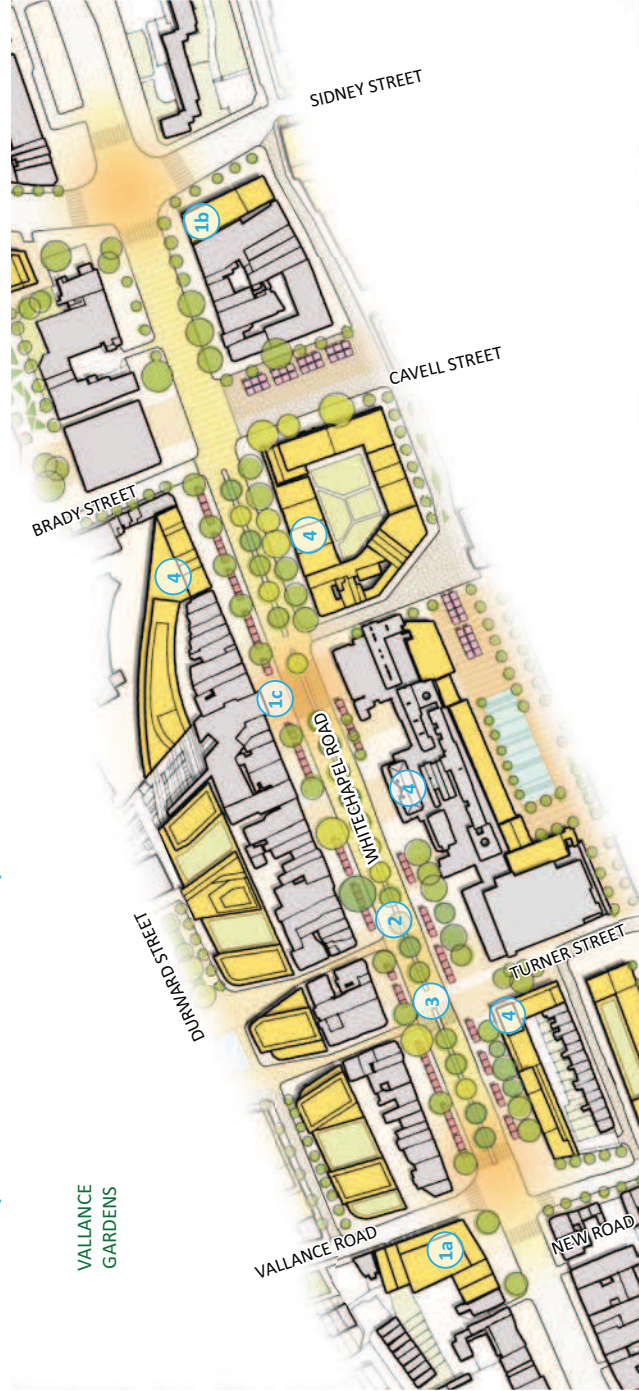 SIDNEY STREET
1b
CAVELL STREET
BRADY STREET
4
4
1c
WHITECHAPEL ROAD
4
2
DURWARD STREET
TURNER STREET
3
4
VALLANCE
GARDENS
VALLANCE ROAD
NEW ROAD
1a